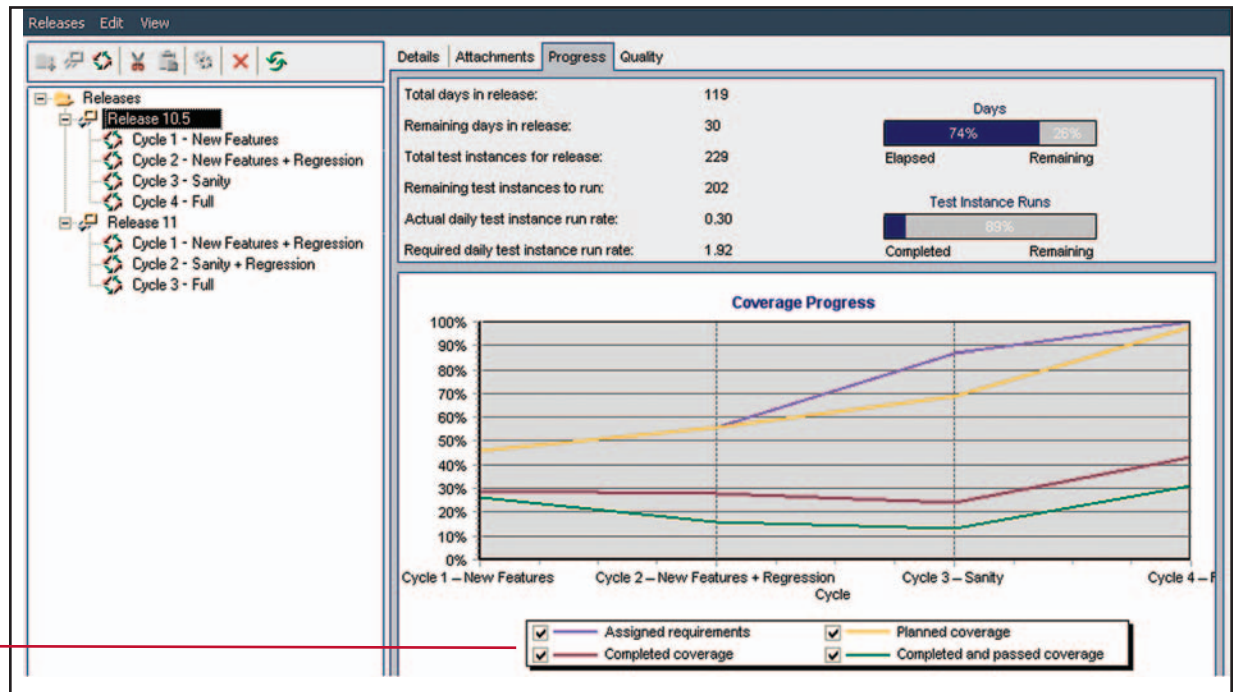 Releases Edit View
Details Attachments Progress Quality
Releases
Release 10.5
Cycle 1 - New Features
Cycle 2 - New Features + Regression
Cycle 3 - Sanity
Cycle 4 - Full
Release 11
Cycle 1 - New Features + Regression
Cycle 2 - Sanity + Regression
Cycle 3 - Full
Total days in release: 119
Remaining days in release: 30
Total test instances for release: 229
Remaining test instances to run: 202
Actual daily test instance run rate: 0.30
Required daily test instance run rate: 1.92
Days
74% 26%
Elapsed Remaining
Test Instance Runs
89%
Completed Remaining
Coverage Progress
100%
90%
80%
70%
60%
50%
40%
30%
20%
10%
0%
Cycle 1 – New Features Cycle 2 – New Features + Regression Cycle 3 – Sanity Cycle 4 – F
Cycle
Assigned requirements Planned coverage
Completed coverage Completed and passed coverage